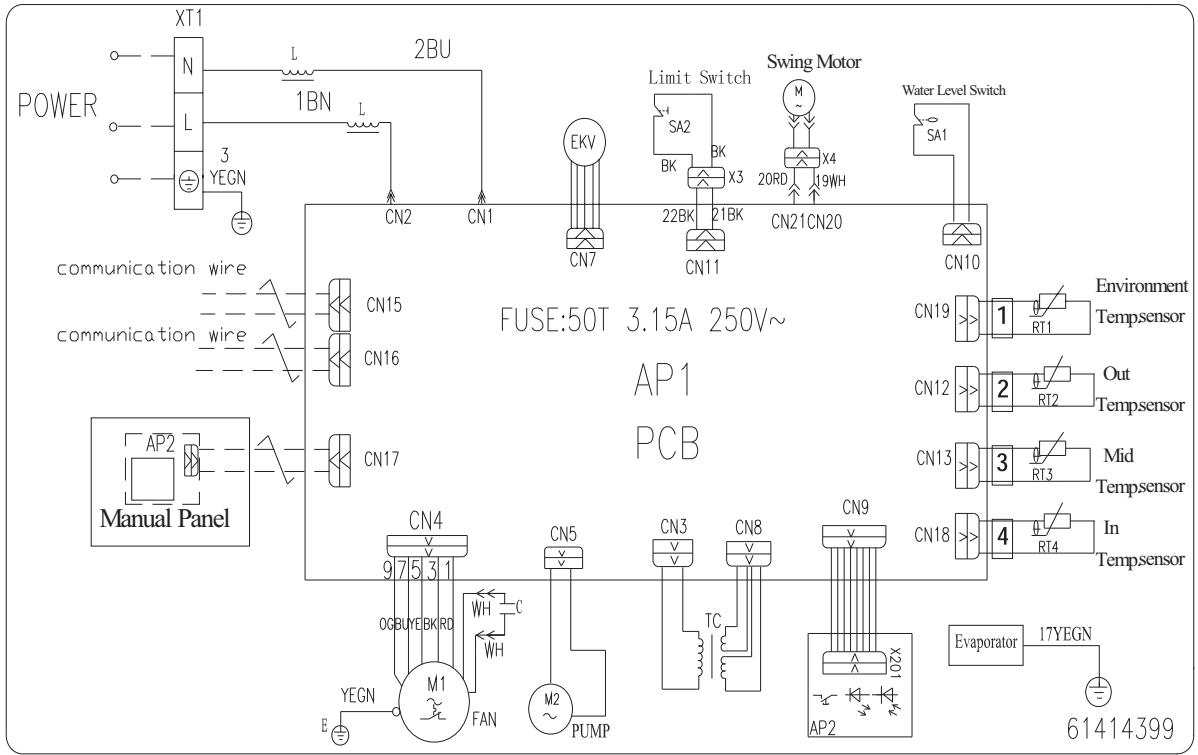 XT1
POWER
N
L
2BU
L
1BN
L
3
YEGN
CN2
CN1
EKV
CN7
Limit Switch
SA2
BK
BK
X3
22BK
21BK
CN11
Swing Motor
M
~
X4
20RD
19WH
CN21
CN20
Water Level Switch
SA1
CN10
communication wire
CN15
communication wire
CN16
AP2
Manual Panel
CN17
FUSE:50T 3.15A 250V~
AP1
PCB
CN19
1
RT1
Environment
Temp.sensor
CN12
2
RT2
Out
Temp.sensor
CN13
3
RT3
Mid
Temp.sensor
CN18
4
RT4
In
Temp.sensor
CN4
9 7 5 3 1
OG BU YE BK RD
WH
C
WH
YEGN
E
M1
~
FAN
CN5
M2
~
PUMP
CN3
CN8
TC
CN9
X201
AP2
Evaporator
17YEGN
61414399